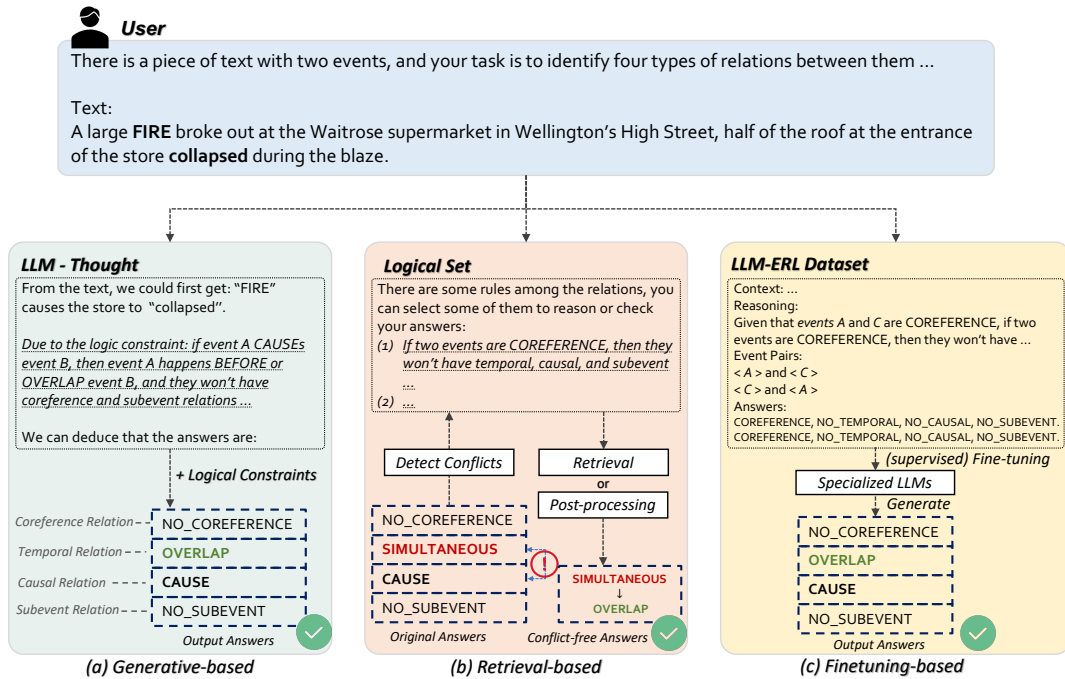 User
There is a piece of text with two events, and your task is to identify four types of relations between them ...
Text:
A large FIRE broke out at the Waitrose supermarket in Wellington's High Street, half of the roof at the entrance
of the store collapsed during the blaze.
LLM - Thought
From the text, we could first get: "FIRE"
causes the store to "collapsed".
Due to the logic constraint: if event A CAUSEs
event B, then event A happens BEFORE or
OVERLAP event B, and they won't have
coreference and subevent relations ...
We can deduce that the answers are:
+ Logical Constraints
Coreference Relation
NO_COREFERENCE
Temporal Relation
OVERLAP
Causal Relation
CAUSE
Subevent Relation
NO_SUBEVENT
Output Answers
(a) Generative-based
Logical Set
There are some rules among the relations, you
can select some of them to reason or check
your answers:
(1) If two events are COREFERENCE, then they
won't have temporal, causal, and subevent
...
(2) ...
Detect Conflicts
Retrieval
or
Post-processing
NO_COREFERENCE
SIMULTANEOUS
CAUSE
NO_SUBEVENT
Original Answers
!
SIMULTANEOUS
↓
OVERLAP
Conflict-free Answers
(b) Retrieval-based
LLM-ERL Dataset
Context: ...
Reasoning:
Given that events A and C are COREFERENCE, if two
events are COREFERENCE, then they won't have ...
Event Pairs:
< A > and < C >
< C > and < A >
Answers:
COREFERENCE, NO_TEMPORAL, NO_CAUSAL, NO_SUBEVENT.
COREFERENCE, NO_TEMPORAL, NO_CAUSAL, NO_SUBEVENT.
(supervised) Fine-tuning
Specialized LLMs
Generate
NO_COREFERENCE
OVERLAP
CAUSE
NO_SUBEVENT
Output Answers
(c) Finetuning-based